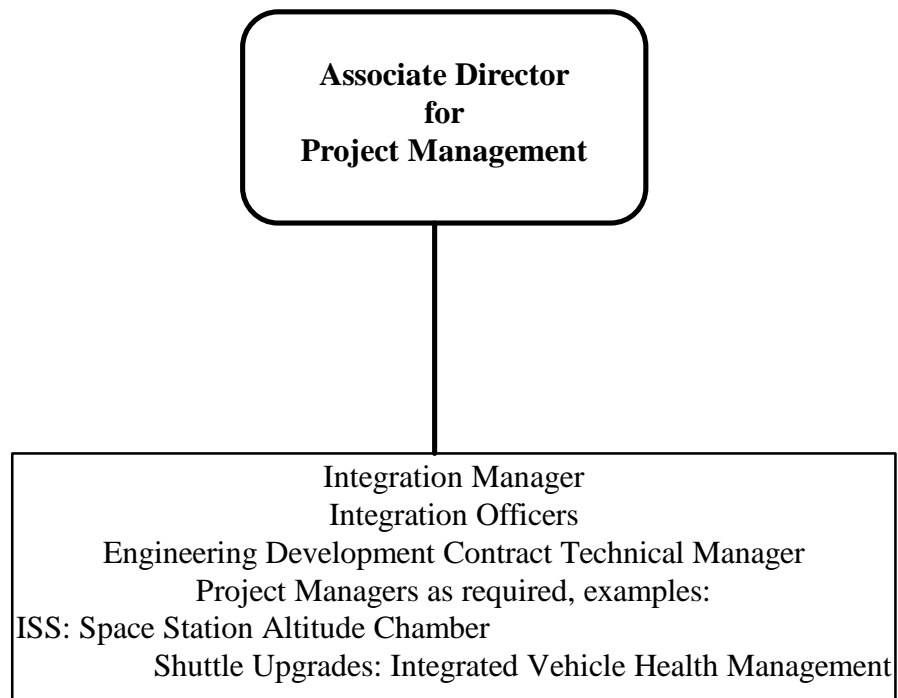 Associate Director
for
Project Management
Integration Manager
Integration Officers
Engineering Development Contract Technical Manager
Project Managers as required, examples:
ISS: Space Station Altitude Chamber
Shuttle Upgrades: Integrated Vehicle Health Management